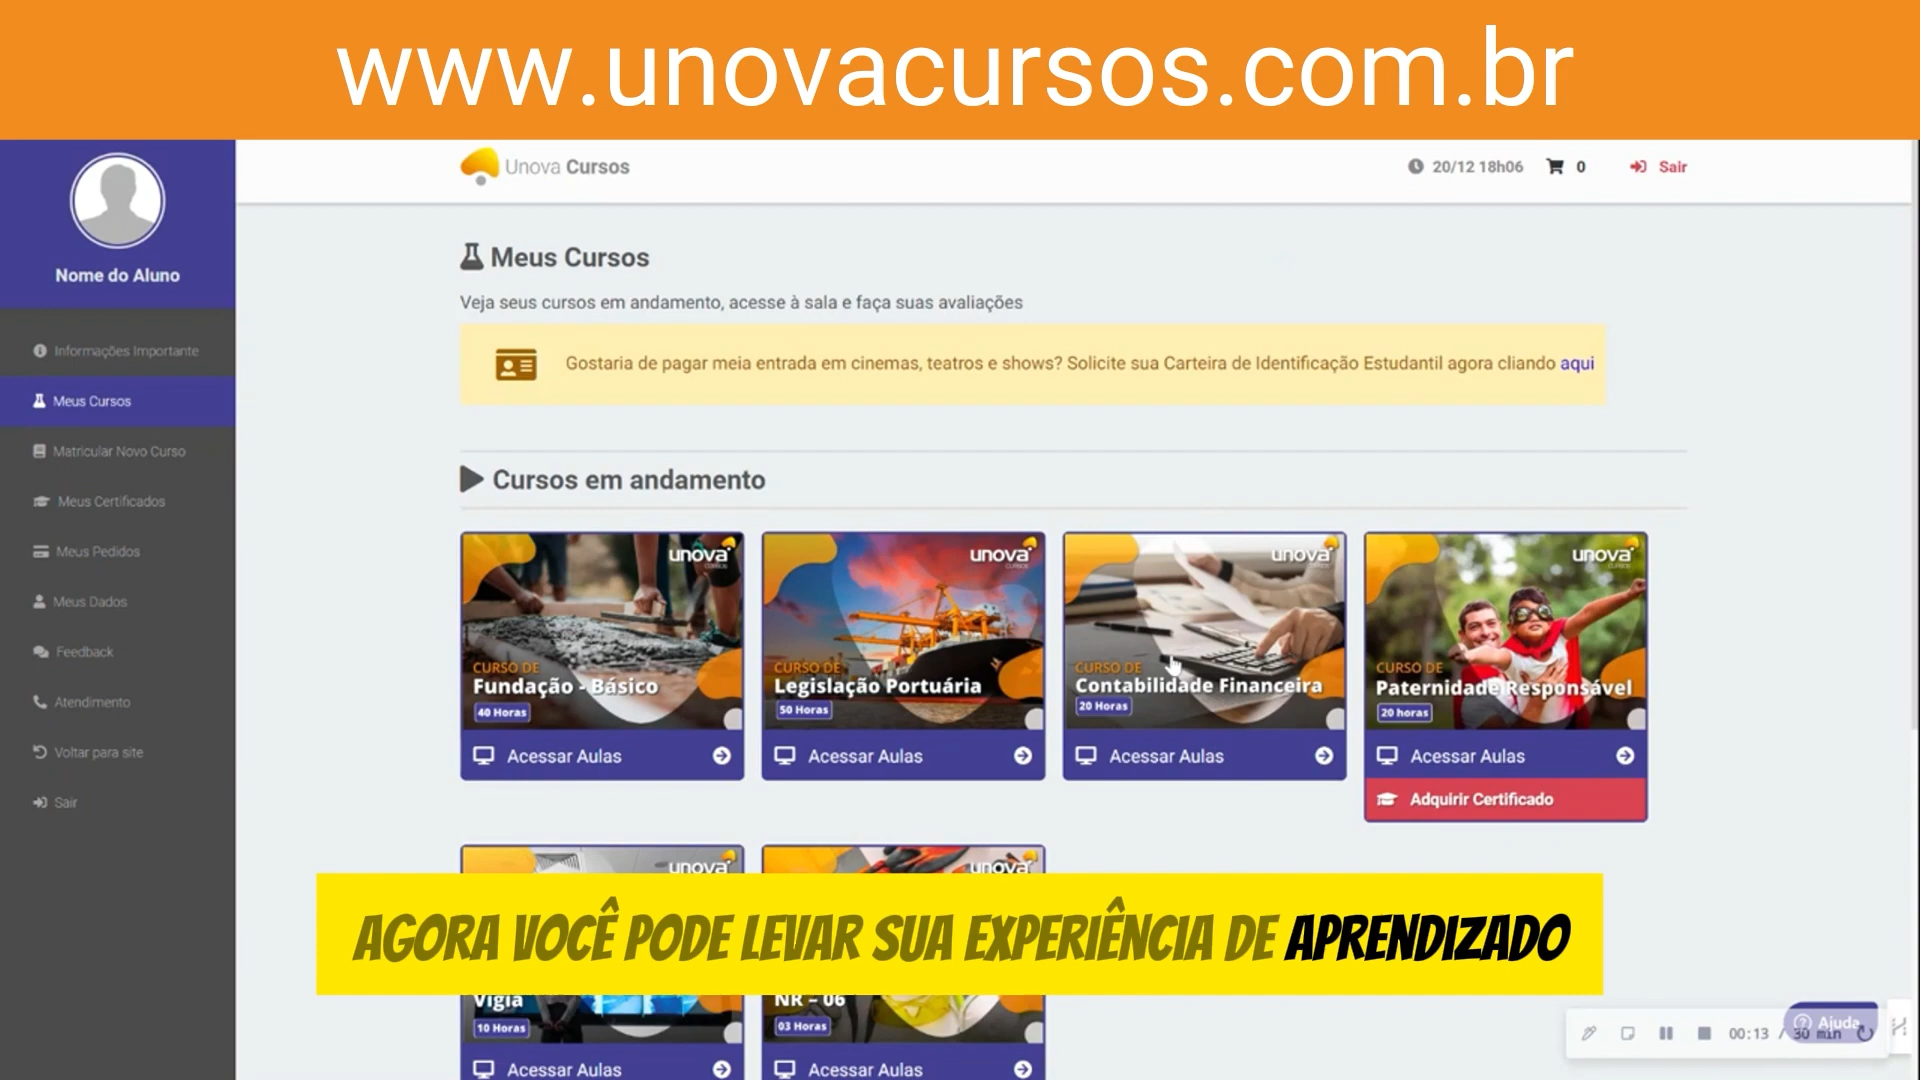 www.unovacursos.com.br
Unova Cursos
20/12 18h06
0
Sair
Nome do Aluno
Informações Importante
Meus Cursos
Matricular Novo Curso
Meus Certificados
Meus Pedidos
Meus Dados
Feedback
Atendimento
Voltar para site
Sair
Meus Cursos
Veja seus cursos em andamento, acesse à sala e faça suas avaliações
Gostaria de pagar meia entrada em cinemas, teatros e shows? Solicite sua Carteira de Identificação Estudantil agora cliando aqui
Cursos em andamento
unova
CURSO DE
Fundação - Básico
40 Horas
Acessar Aulas
unova
CURSO DE
Legislação Portuária
50 Horas
Acessar Aulas
unova
CURSO DE
Contabilidade Financeira
20 Horas
Acessar Aulas
unova
CURSO DE
Paternidade Responsável
20 horas
Acessar Aulas
Adquirir Certificado
unova
Vigia
10 Horas
Acessar Aulas
unova
NR - 06
03 Horas
Acessar Aulas
AGORA VOCÊ PODE LEVAR SUA EXPERIÊNCIA DE APRENDIZADO
Ajuda
00:13 / 30 min